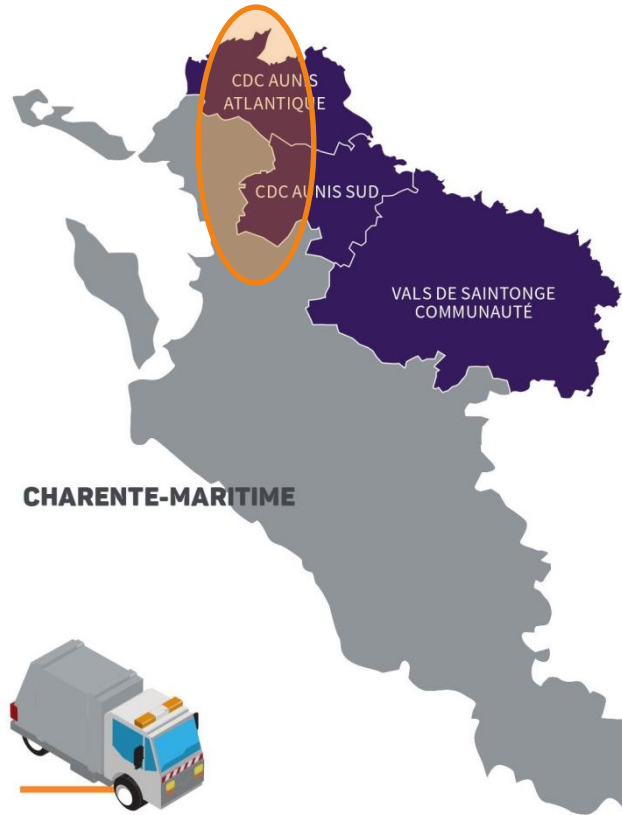 CDC AUNIS
ATLANTIQUE
CDC AUNIS SUD
VALS DE SAINTONGE
COMMUNAUTÉ
CHARENTE-MARITIME